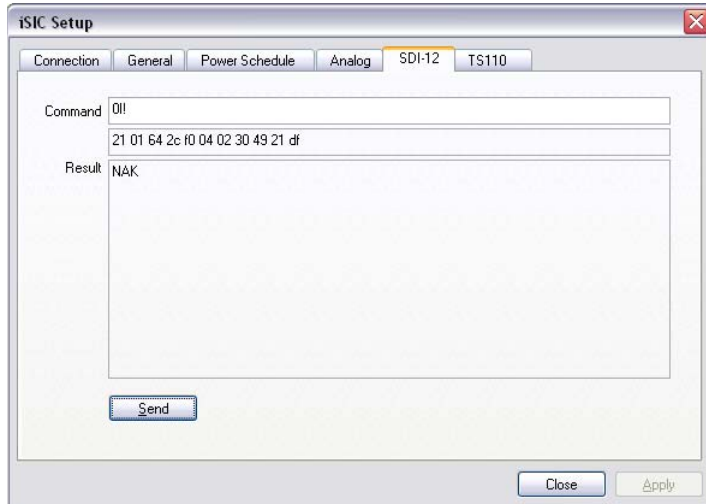 iSIC Setup
Connection General Power Schedule Analog SDI-12 TS110
Command 0I!
21 01 64 2c f0 04 02 30 49 21 df
Result NAK
Send
Close Apply